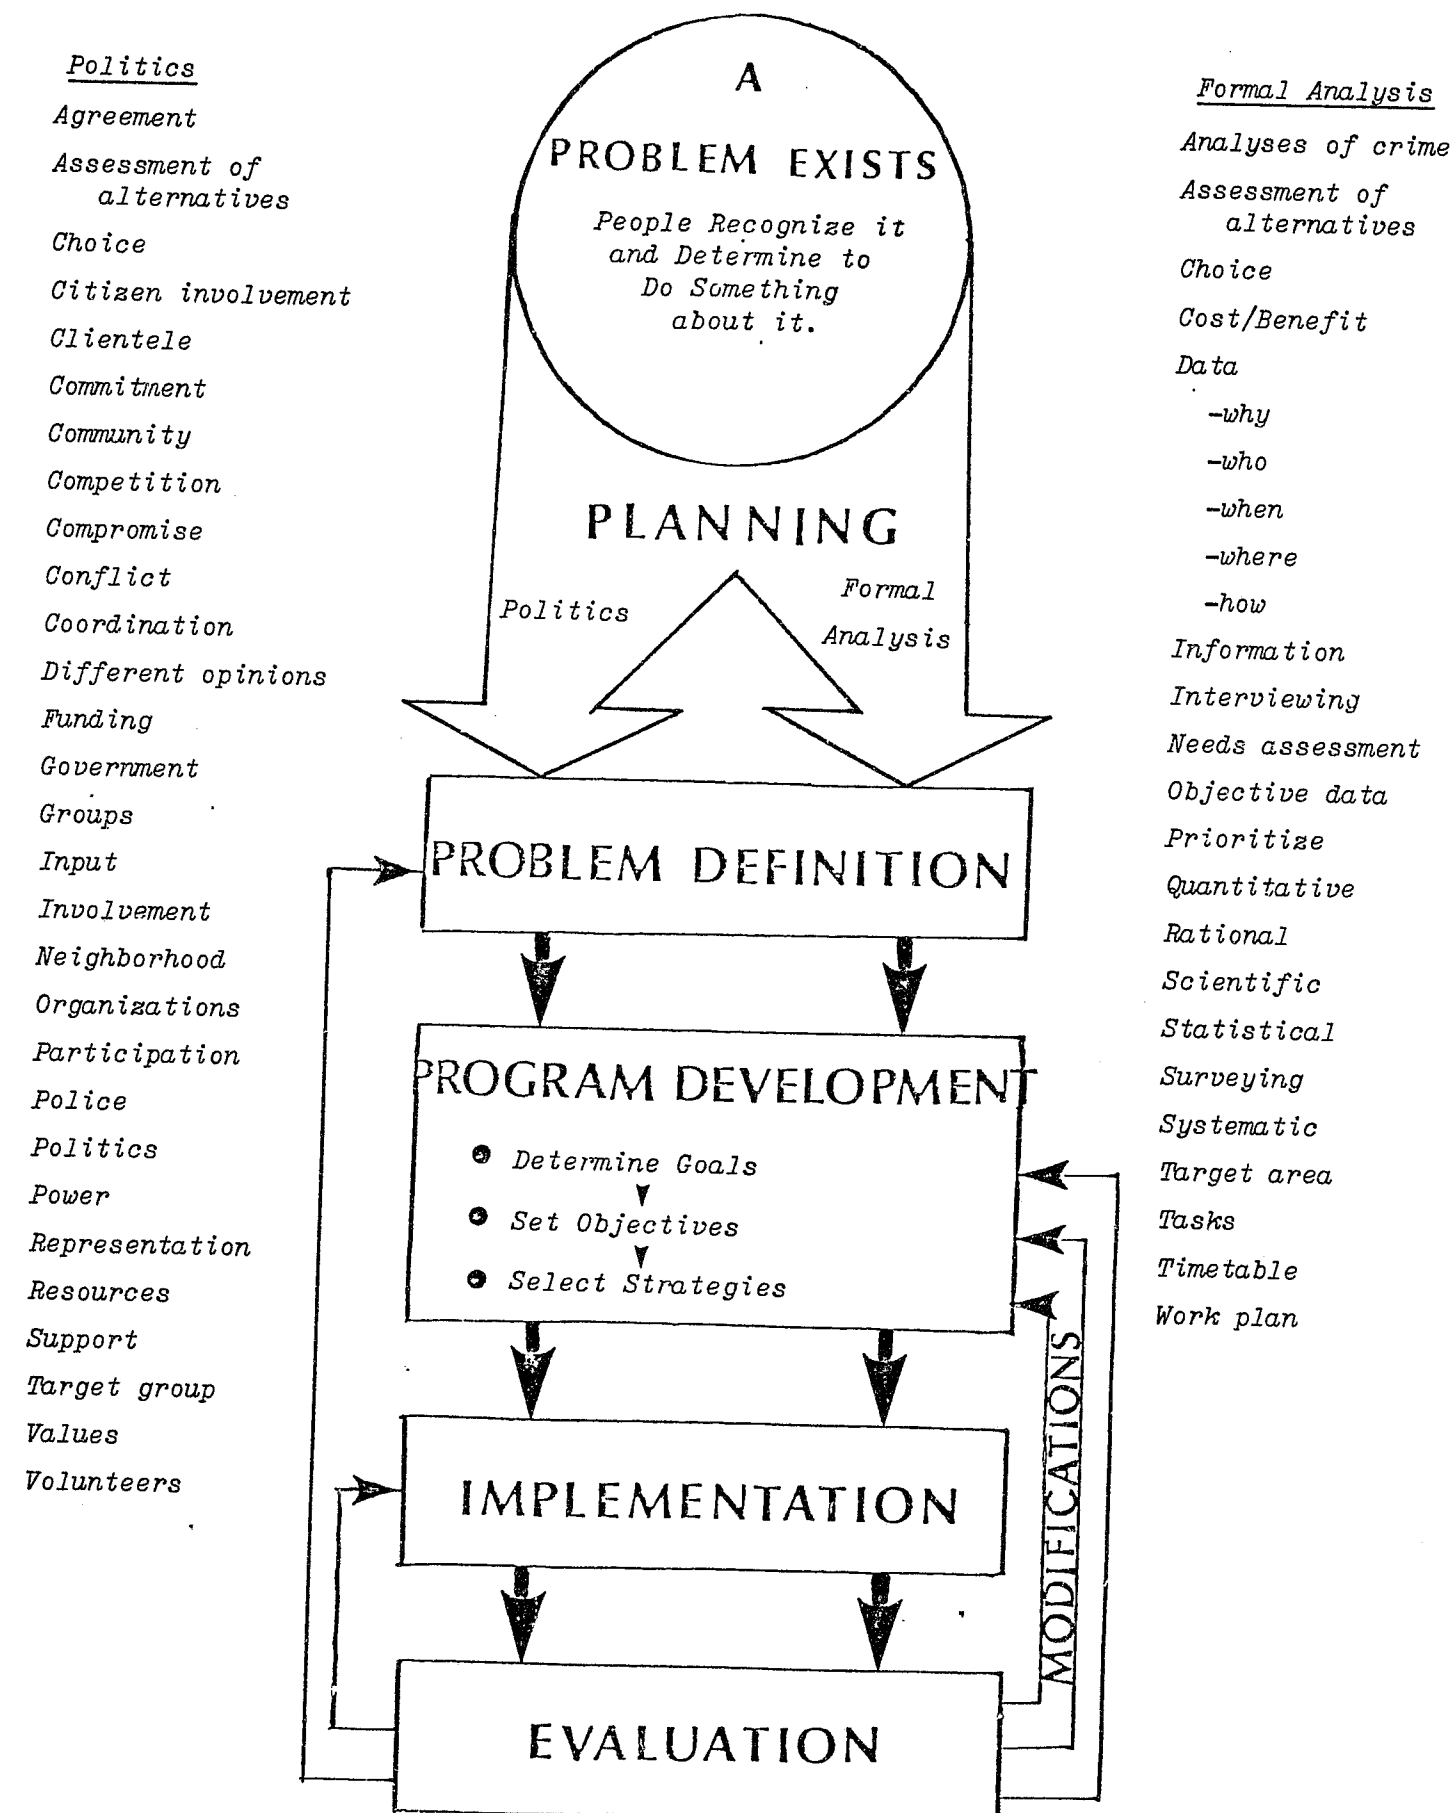 Politics
Agreement
Assessment of
alternatives
Choice
Citizen involvement
Clientele
Commitment
Community
Competition
Compromise
Conflict
Coordination
Different opinions
Funding
Government
Groups
Input
Involvement
Neighborhood
Organizations
Participation
Police
Politics
Power
Representation
Resources
Support
Target group
Values
Volunteers
A
PROBLEM EXISTS
People Recognize it
and Determine to
Do Something
about it.
PLANNING
Politics
Formal
Analysis
PROBLEM DEFINITION
PROGRAM DEVELOPMENT
Determine Goals
Set Objectives
Select Strategies
IMPLEMENTATION
EVALUATION
MODIFICATIONS
Formal Analysis
Analyses of crime
Assessment of
alternatives
Choice
Cost/Benefit
Data
-why
-who
-when
-where
-how
Information
Interviewing
Needs assessment
Objective data
Prioritize
Quantitative
Rational
Scientific
Statistical
Surveying
Systematic
Target area
Tasks
Timetable
Work plan